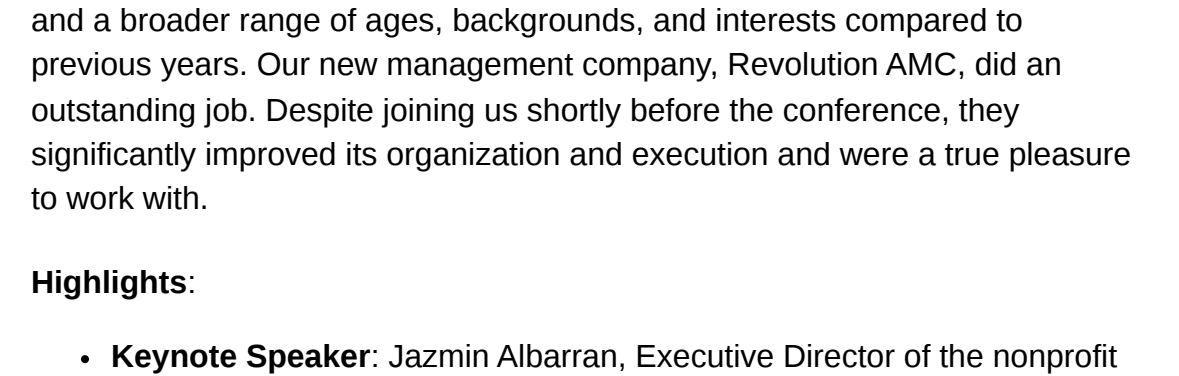 and a broader range of ages, backgrounds, and interests compared to
previous years. Our new management company, Revolution AMC, did an
outstanding job. Despite joining us shortly before the conference, they
significantly improved its organization and execution and were a true pleasure
to work with.
Highlights:
• Keynote Speaker: Jazmin Albarran, Executive Director of the nonprofit